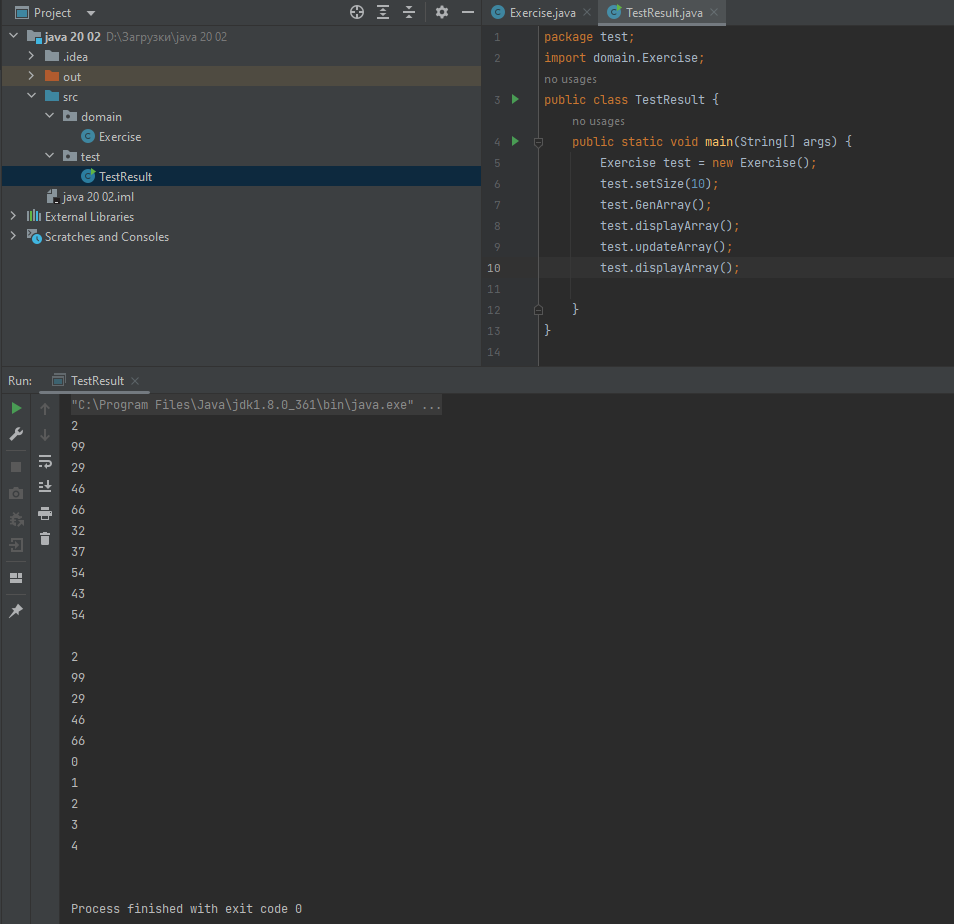 Project
java 20 02 D:\Загрузки\java 20 02
.idea
out
src
domain
Exercise
test
TestResult
java 20 02.iml
External Libraries
Scratches and Consoles
Exercise.java
TestResult.java
1 package test;
2 import domain.Exercise;
no usages
3 public class TestResult {
no usages
4 public static void main(String[] args) {
5 Exercise test = new Exercise();
6 test.setSize(10);
7 test.GenArray();
8 test.displayArray();
9 test.updateArray();
10 test.displayArray();
11
12 }
13 }
14
Run: TestResult
"C:\Program Files\Java\jdk1.8.0_361\bin\java.exe" ...
2
99
29
46
66
32
37
54
43
54
2
99
29
46
66
0
1
2
3
4
Process finished with exit code 0